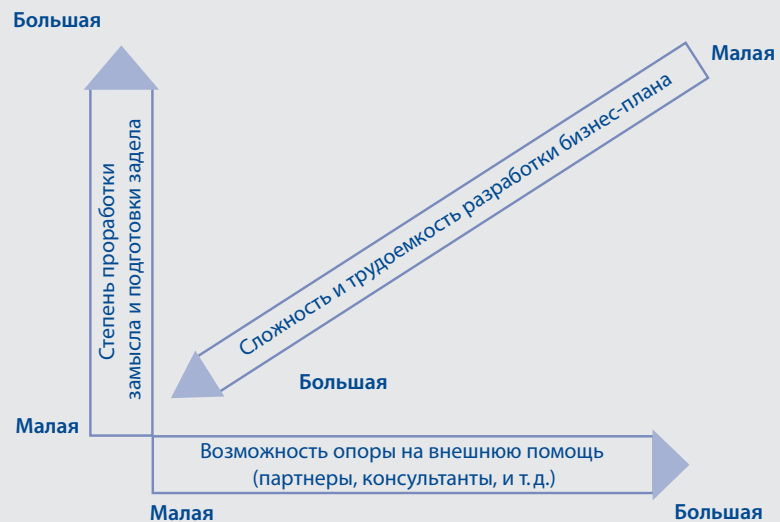 Большая
Малая
Сложность и трудоемкость разработки бизнес-плана
Степень проработки
замысла и подготовки задела
Большая
Малая
Возможность опоры на внешнюю помощь
(партнеры, консультанты, и т. д.)
Малая
Большая